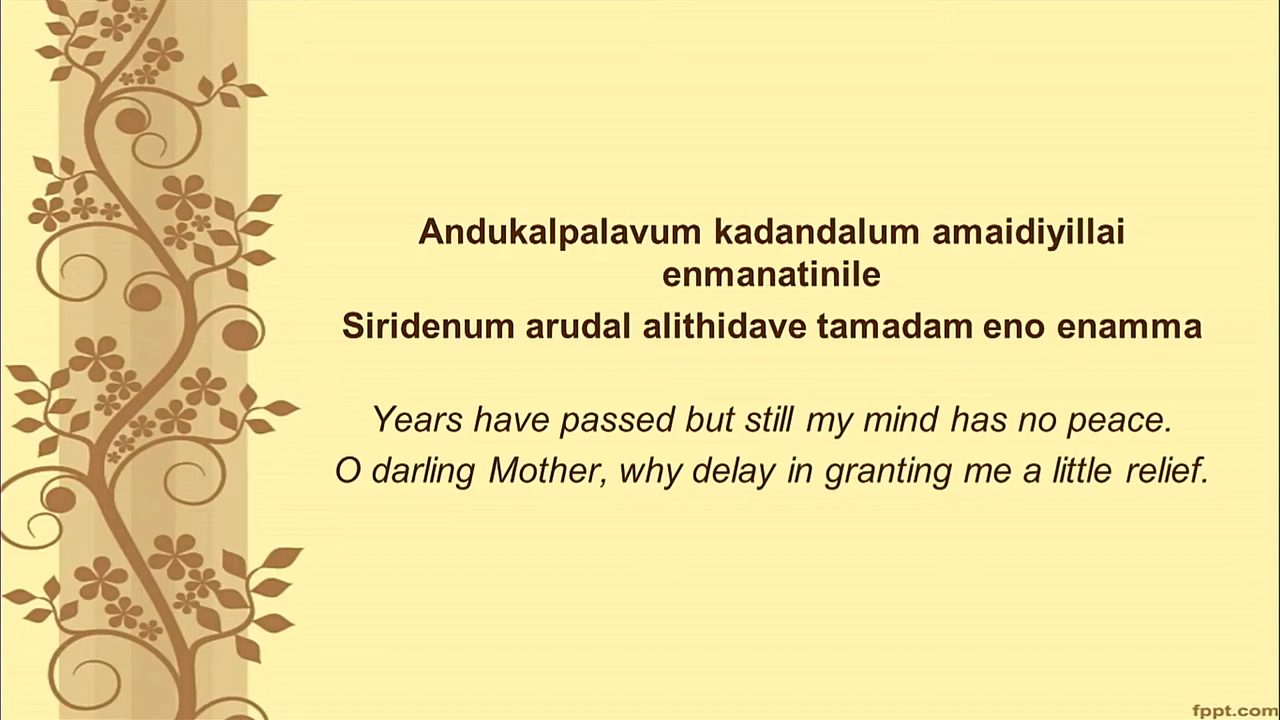 Andukalpalavum kadandalum amaidiyillai
enmanatinile
Siridenum arudal alithidave tamadam eno enamma
Years have passed but still my mind has no peace.
O darling Mother, why delay in granting me a little relief.
fppt.com